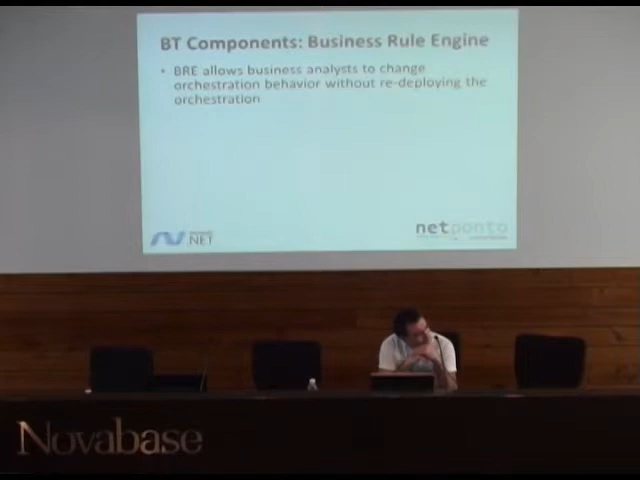 BT Components: Business Rule Engine
• BRE allows business analysts to change
orchestration behavior without re-deploying the
orchestration
.NET
netponto
Novabase